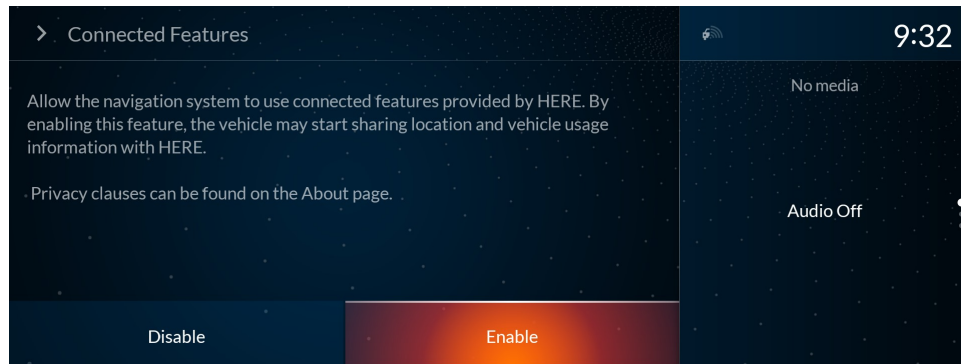 Connected Features
Allow the navigation system to use connected features provided by HERE. By
enabling this feature, the vehicle may start sharing location and vehicle usage
information with HERE.
Privacy clauses can be found on the About page.
Disable
Enable
9:32
No media
Audio Off